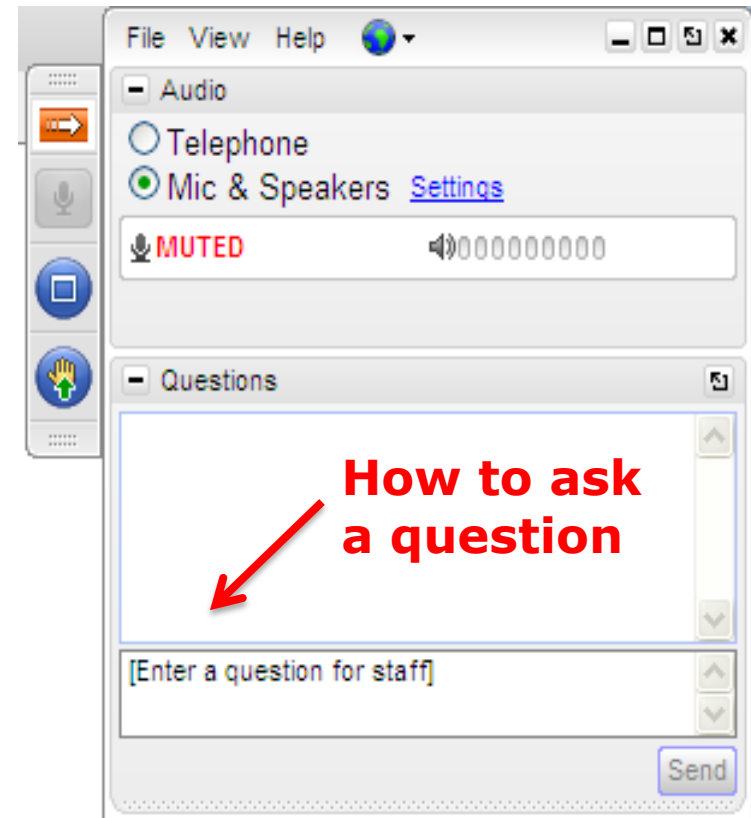 File View Help
Audio
Telephone
Mic & Speakers Settings
MUTED 000000000
Questions
How to ask
a question
[Enter a question for staff]
Send